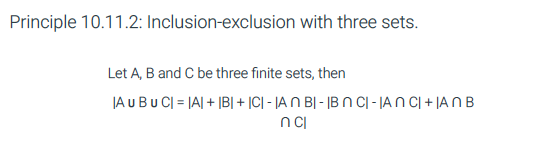 Principle 10.11.2: Inclusion-exclusion with three sets.
Let A, B and C be three finite sets, then
|A ∪ B ∪ C| = |A| + |B| + |C| - |A ∩ B| - |B ∩ C| - |A ∩ C| + |A ∩ B
∩ C|